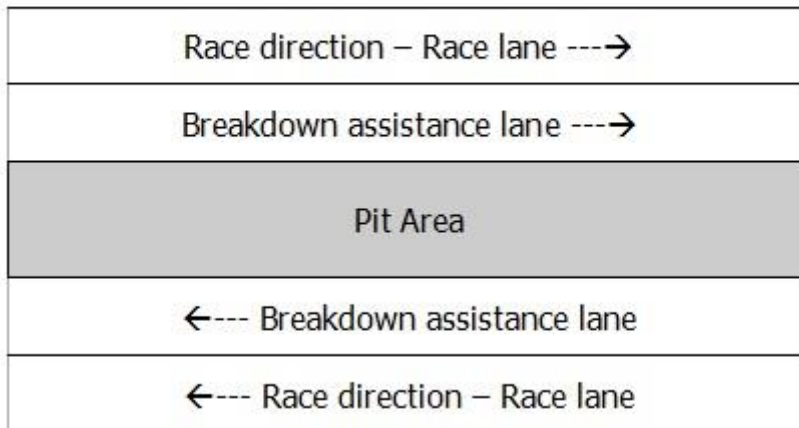 Race direction – Race lane ---→
Breakdown assistance lane ---→
Pit Area
←--- Breakdown assistance lane
←--- Race direction – Race lane